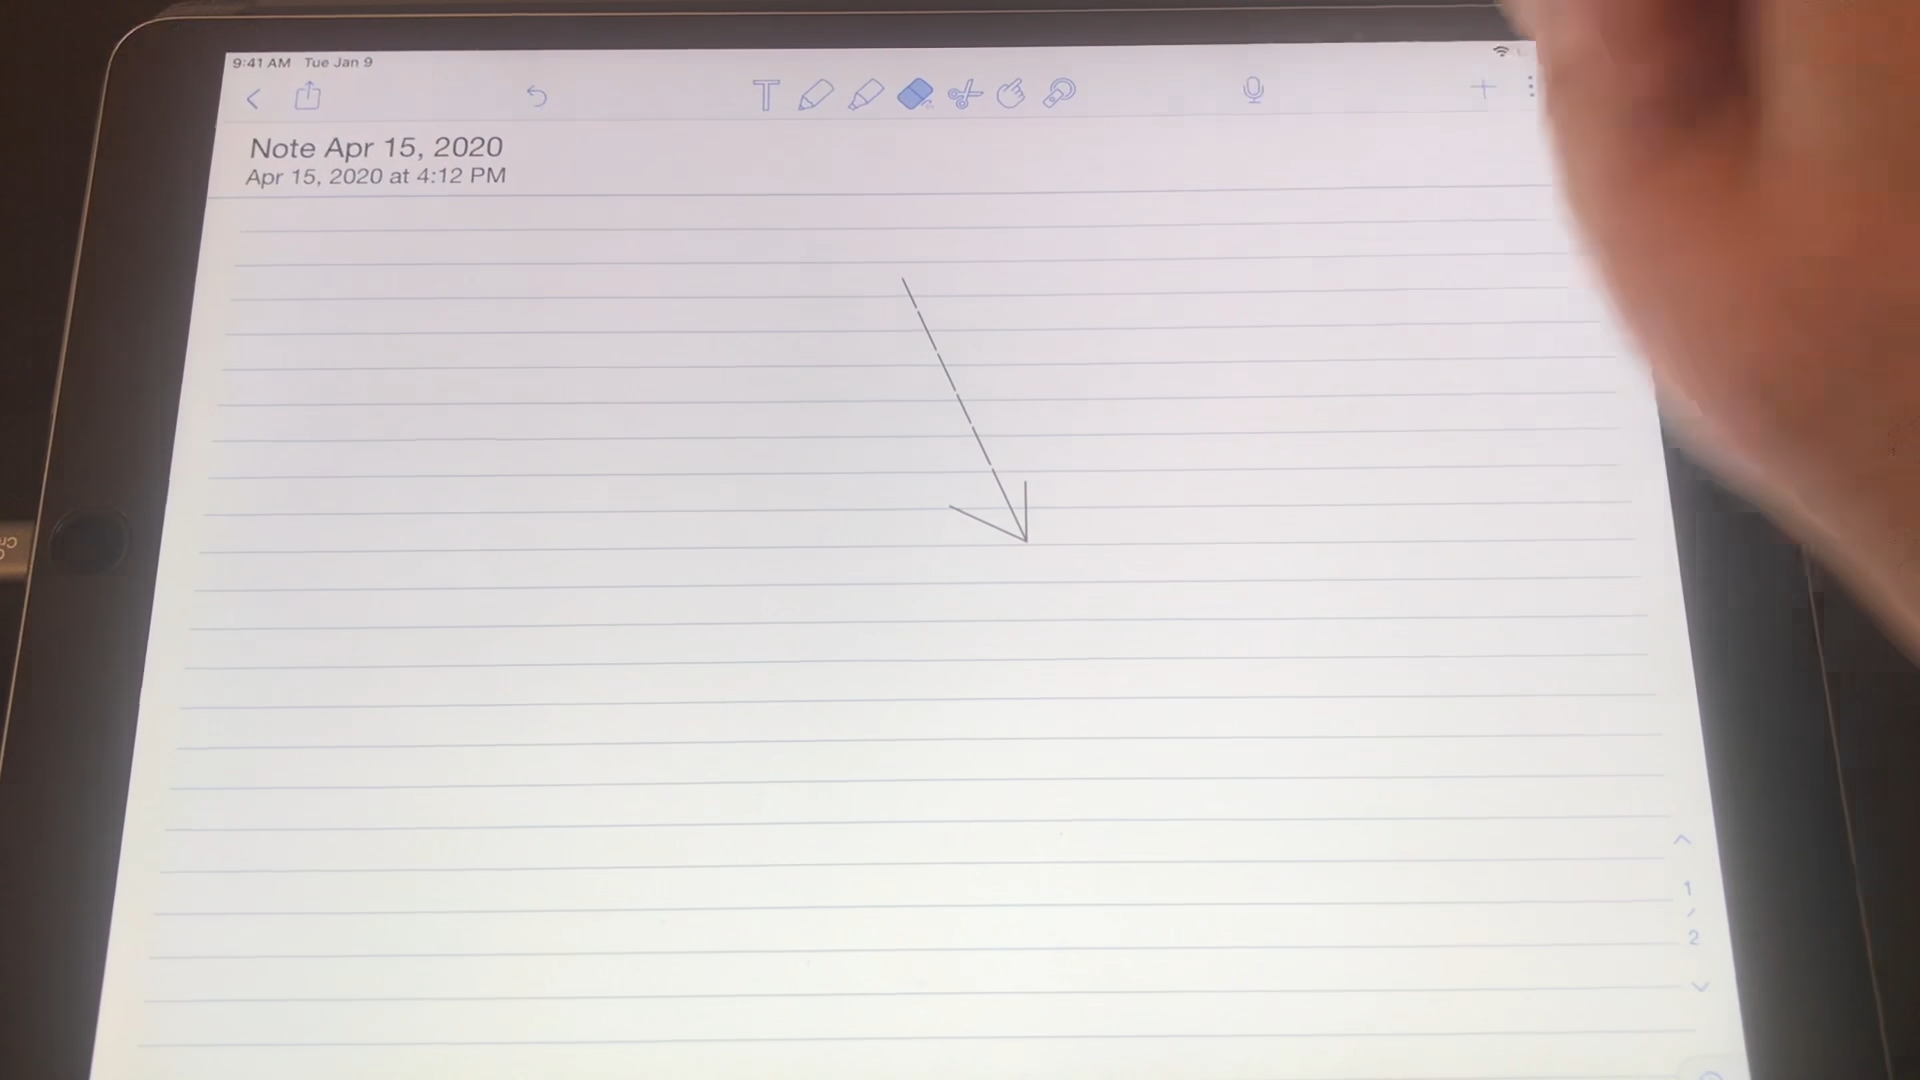 9:41 AM Tue Jan 9
Note Apr 15, 2020
Apr 15, 2020 at 4:12 PM
1
/
2